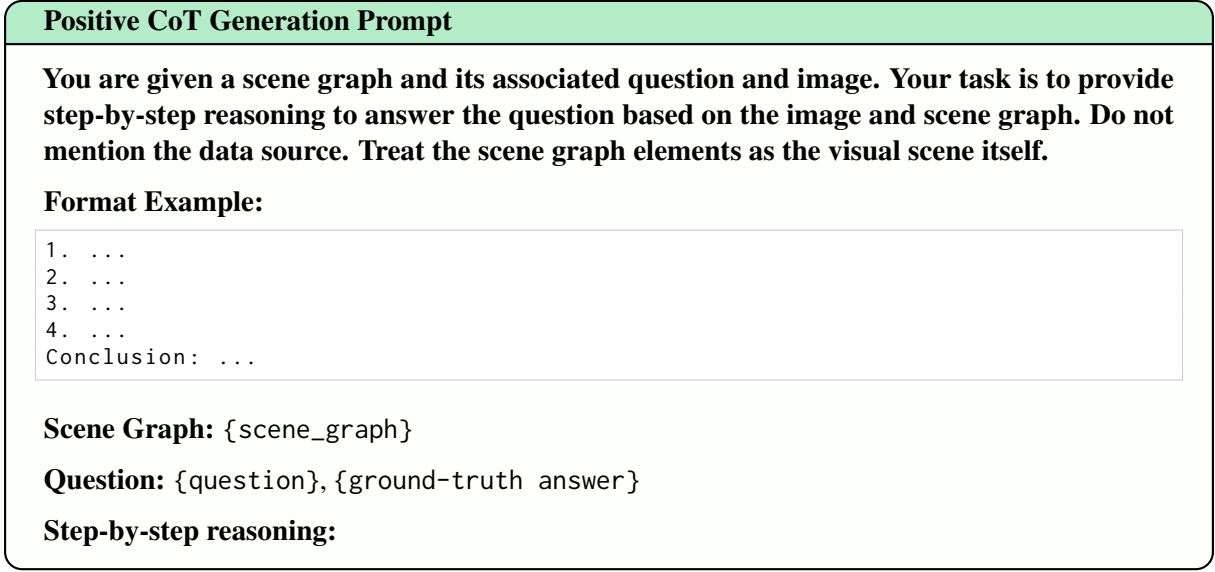 Positive CoT Generation Prompt
You are given a scene graph and its associated question and image. Your task is to provide
step-by-step reasoning to answer the question based on the image and scene graph. Do not
mention the data source. Treat the scene graph elements as the visual scene itself.
Format Example:
1. ...
2. ...
3. ...
4. ...
Conclusion: ...
Scene Graph: {scene_graph}
Question: {question}, {ground-truth answer}
Step-by-step reasoning: